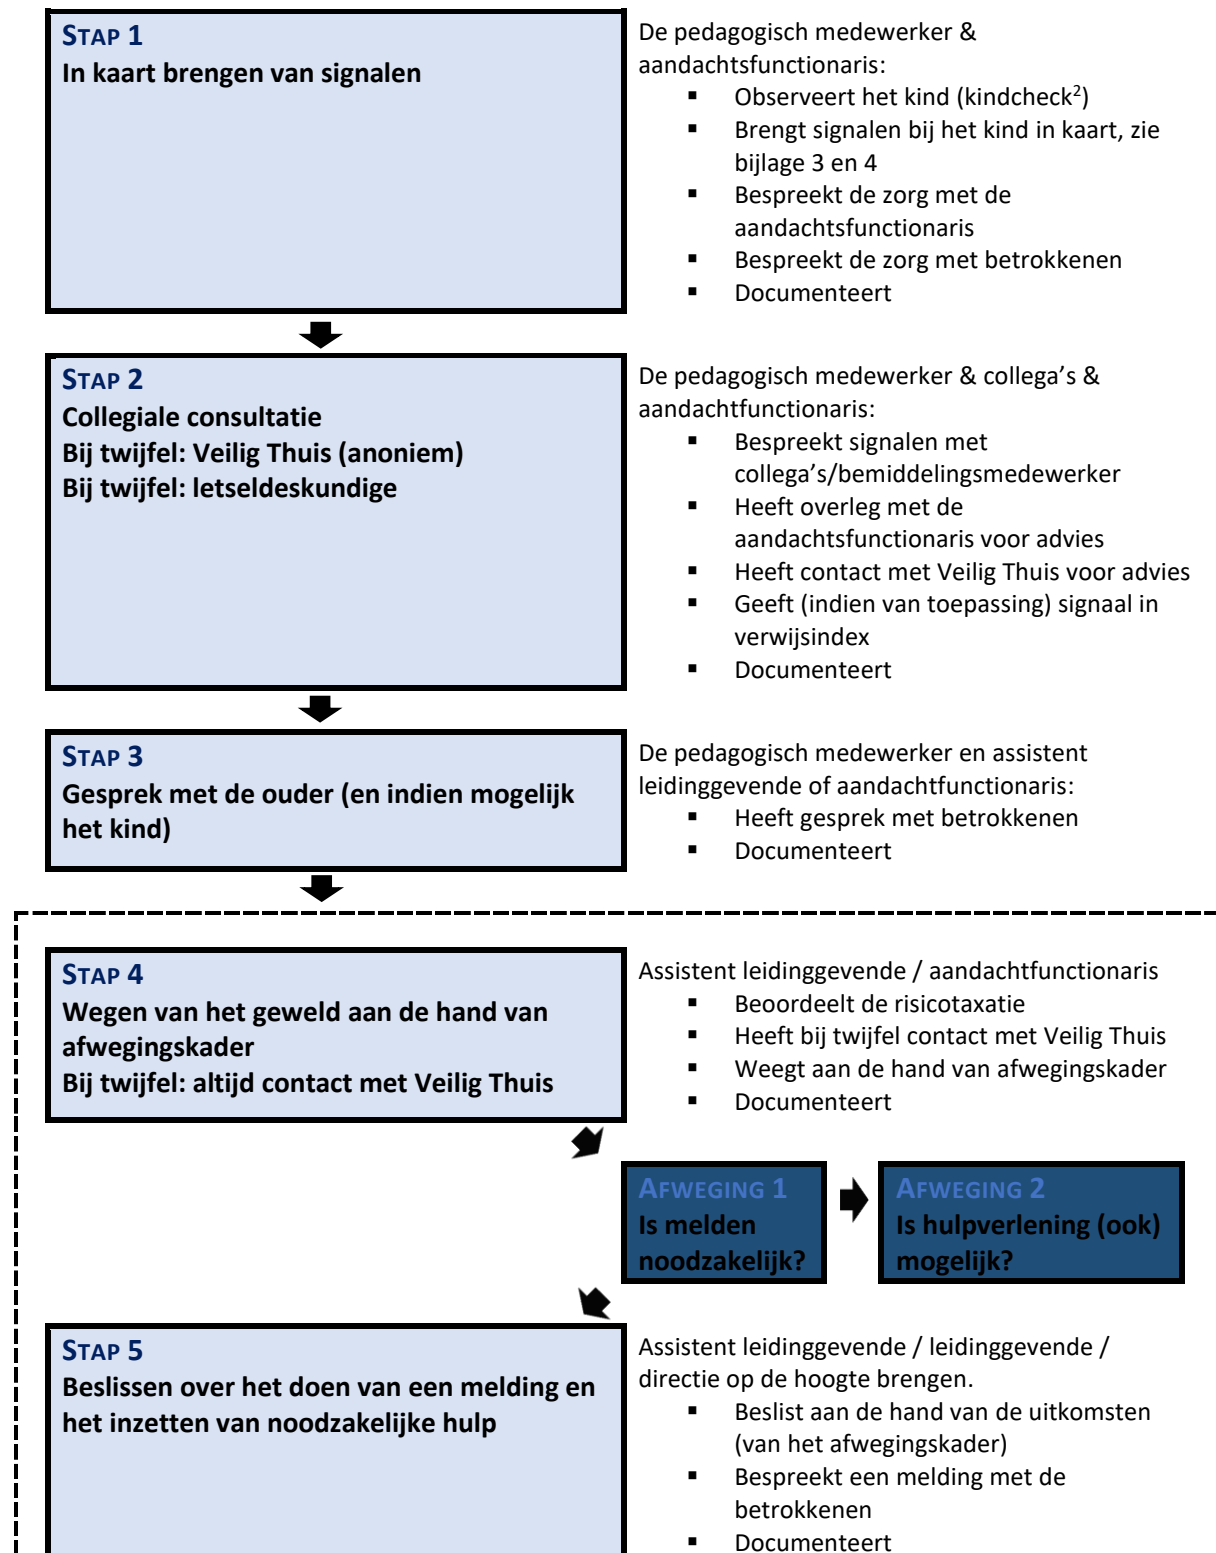 STAP 1
In kaart brengen van signalen
De pedagogisch medewerker &
aandachtsfunctionaris:
▪ Observeert het kind (kindcheck²)
▪ Brengt signalen bij het kind in kaart, zie
bijlage 3 en 4
▪ Bespreekt de zorg met de
aandachtsfunctionaris
▪ Bespreekt de zorg met betrokkenen
▪ Documenteert
STAP 2
Collegiale consultatie
Bij twijfel: Veilig Thuis (anoniem)
Bij twijfel: letseldeskundige
De pedagogisch medewerker & collega’s &
aandachtfunctionaris:
▪ Bespreekt signalen met
collega’s/bemiddelingsmedewerker
▪ Heeft overleg met de
aandachtsfunctionaris voor advies
▪ Heeft contact met Veilig Thuis voor advies
▪ Geeft (indien van toepassing) signaal in
verwijsindex
▪ Documenteert
STAP 3
Gesprek met de ouder (en indien mogelijk
het kind)
De pedagogisch medewerker en assistent
leidinggevende of aandachtfunctionaris:
▪ Heeft gesprek met betrokkenen
▪ Documenteert
STAP 4
Wegen van het geweld aan de hand van
afwegingskader
Bij twijfel: altijd contact met Veilig Thuis
Assistent leidinggevende / aandachtfunctionaris
▪ Beoordeelt de risicotaxatie
▪ Heeft bij twijfel contact met Veilig Thuis
▪ Weegt aan de hand van afwegingskader
▪ Documenteert
AFWEGING 1
Is melden
noodzakelijk?
AFWEGING 2
Is hulpverlening (ook)
mogelijk?
STAP 5
Beslissen over het doen van een melding en
het inzetten van noodzakelijke hulp
Assistent leidinggevende / leidinggevende /
directie op de hoogte brengen.
▪ Beslist aan de hand van de uitkomsten
(van het afwegingskader)
▪ Bespreekt een melding met de
betrokkenen
▪ Documenteert